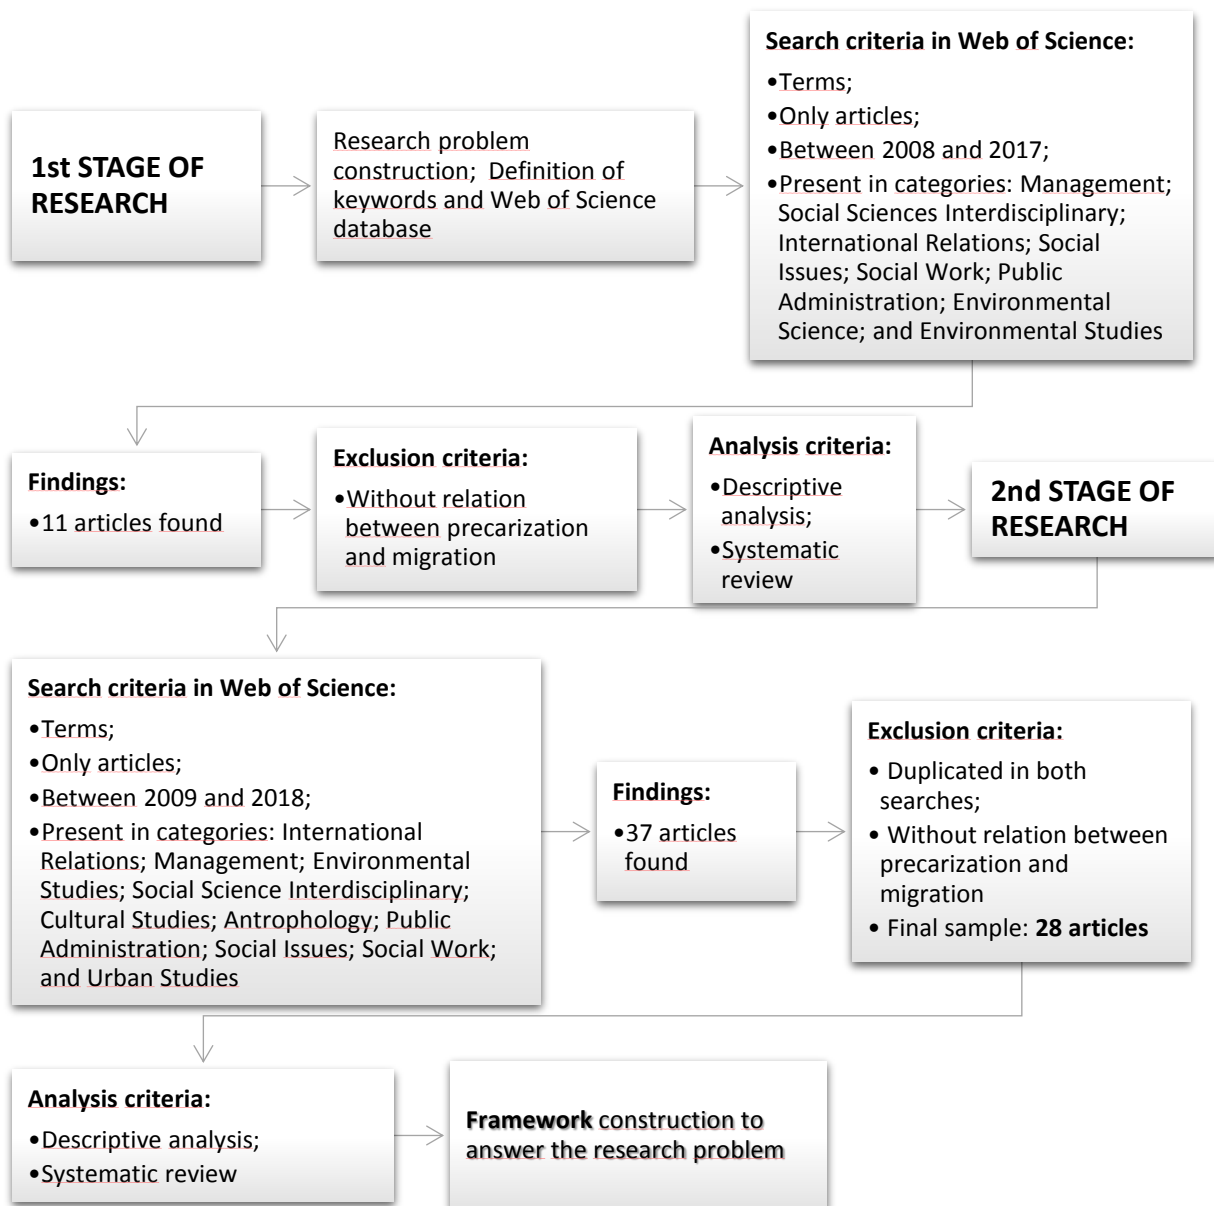 1st STAGE OF
RESEARCH
Research problem
construction; Definition of
keywords and Web of Science
database
Search criteria in Web of Science:
•Terms;
•Only articles;
•Between 2008 and 2017;
•Present in categories: Management;
Social Sciences Interdisciplinary;
International Relations; Social
Issues; Social Work; Public
Administration; Environmental
Science; and Environmental Studies
Findings:
•11 articles found
Exclusion criteria:
•Without relation
between precarization
and migration
Analysis criteria:
•Descriptive
analysis;
•Systematic
review
2nd STAGE OF
RESEARCH
Search criteria in Web of Science:
•Terms;
•Only articles;
•Between 2009 and 2018;
•Present in categories: International
Relations; Management; Environmental
Studies; Social Science Interdisciplinary;
Cultural Studies; Antrophology; Public
Administration; Social Issues; Social Work;
and Urban Studies
Findings:
•37 articles
found
Exclusion criteria:
• Duplicated in both
searches;
• Without relation between
precarization and
migration
• Final sample: 28 articles
Analysis criteria:
•Descriptive analysis;
•Systematic review
Framework construction to
answer the research problem